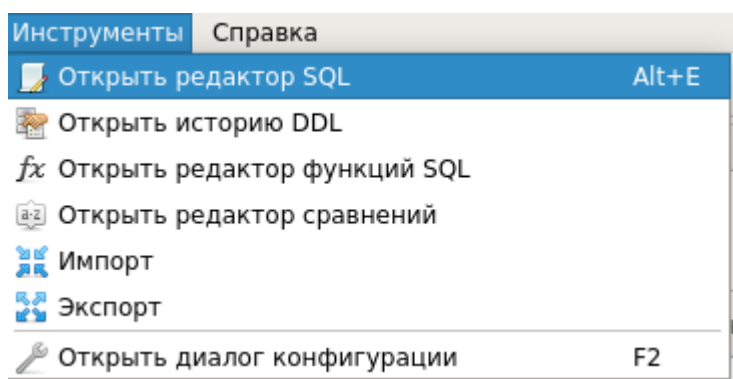 Инструменты Справка
Открыть редактор SQL Alt+E
Открыть историю DDL
fx Открыть редактор функций SQL
a-z Открыть редактор сравнений
Импорт
Экспорт
Открыть диалог конфигурации F2